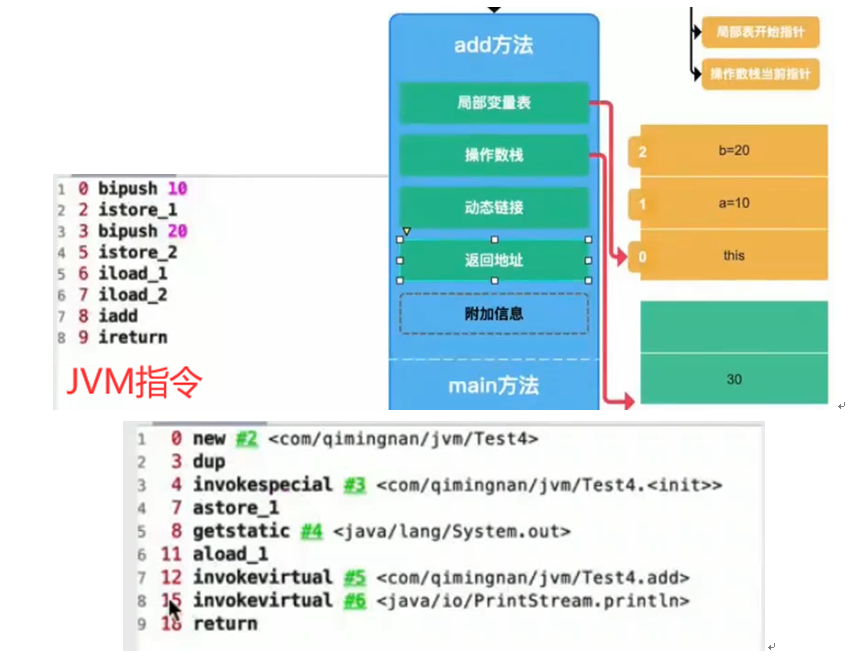 add方法
局部变量表
操作数栈
动态链接
返回地址
附加信息
main方法
局部表开始指针
操作数栈当前指针
2 b=20
1 a=10
0 this
30
1 0 bipush 10
2 2 istore_1
3 3 bipush 20
4 5 istore_2
5 6 iload_1
6 7 iload_2
7 8 iadd
8 9 ireturn
JVM指令
1 0 new #2 <com/qimingnan/jvm/Test4>
2 3 dup
3 4 invokespecial #3 <com/qimingnan/jvm/Test4.<init>>
4 7 astore_1
5 8 getstatic #4 <java/lang/System.out>
6 11 aload_1
7 12 invokevirtual #5 <com/qimingnan/jvm/Test4.add>
8 15 invokevirtual #6 <java/io/PrintStream.println>
9 18 return